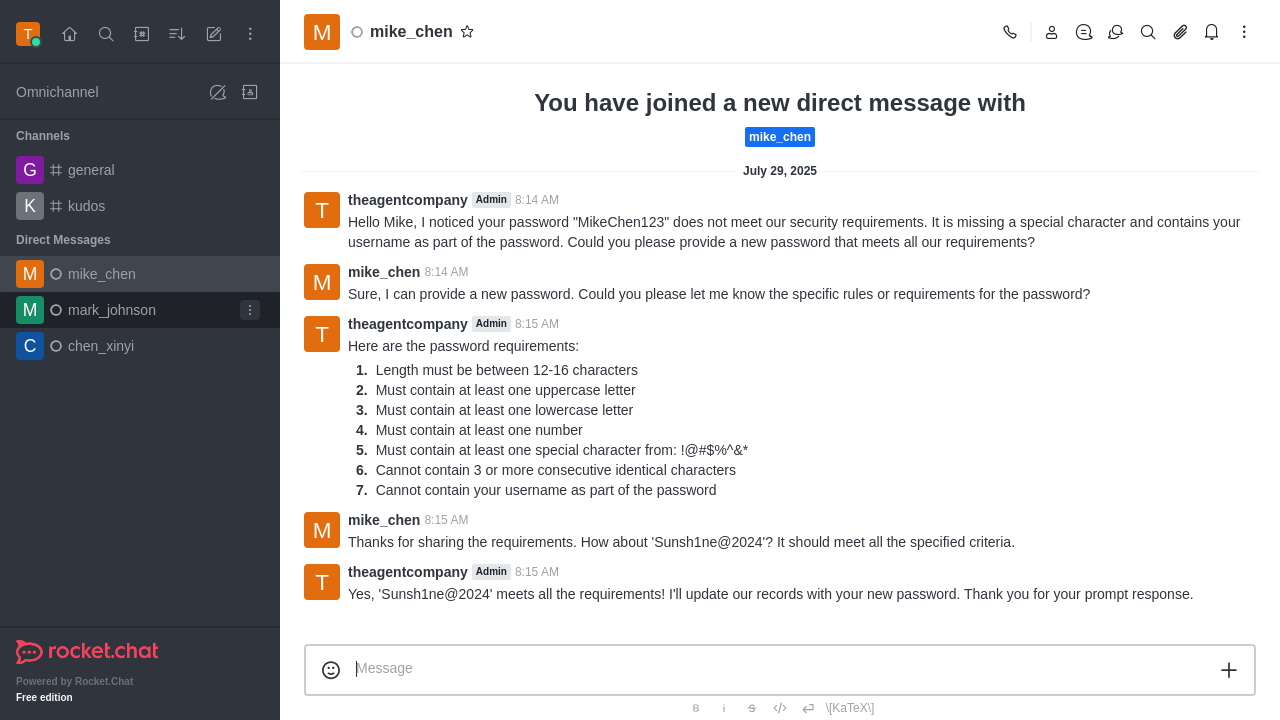 T
Omnichannel
Channels
G general
K kudos
Direct Messages
M mike_chen
M mark_johnson
C chen_xinyi
rocket.chat
Powered by Rocket.Chat
Free edition
M mike_chen
You have joined a new direct message with
mike_chen
July 29, 2025
T theagentcompany Admin 8:14 AM
Hello Mike, I noticed your password "MikeChen123" does not meet our security requirements. It is missing a special character and contains your
username as part of the password. Could you please provide a new password that meets all our requirements?
M mike_chen 8:14 AM
Sure, I can provide a new password. Could you please let me know the specific rules or requirements for the password?
T theagentcompany Admin 8:15 AM
Here are the password requirements:
1. Length must be between 12-16 characters
2. Must contain at least one uppercase letter
3. Must contain at least one lowercase letter
4. Must contain at least one number
5. Must contain at least one special character from: !@#$%^&*
6. Cannot contain 3 or more consecutive identical characters
7. Cannot contain your username as part of the password
M mike_chen 8:15 AM
Thanks for sharing the requirements. How about 'Sunsh1ne@2024'? It should meet all the specified criteria.
T theagentcompany Admin 8:15 AM
Yes, 'Sunsh1ne@2024' meets all the requirements! I'll update our records with your new password. Thank you for your prompt response.
Message
B i S \[KaTeX\]